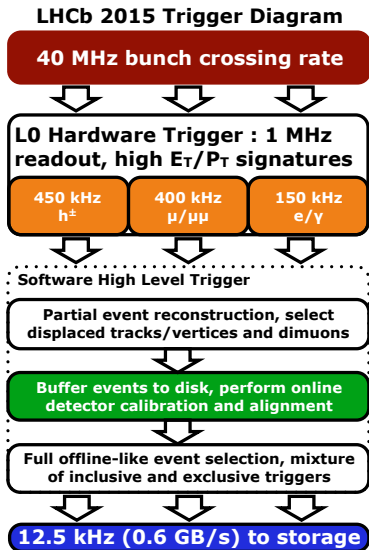 LHCb 2015 Trigger Diagram
40 MHz bunch crossing rate
L0 Hardware Trigger : 1 MHz
readout, high Eᴛ/Pᴛ signatures
450 kHz
h±
400 kHz
µ/µµ
150 kHz
e/γ
Software High Level Trigger
Partial event reconstruction, select
displaced tracks/vertices and dimuons
Buffer events to disk, perform online
detector calibration and alignment
Full offline-like event selection, mixture
of inclusive and exclusive triggers
12.5 kHz (0.6 GB/s) to storage